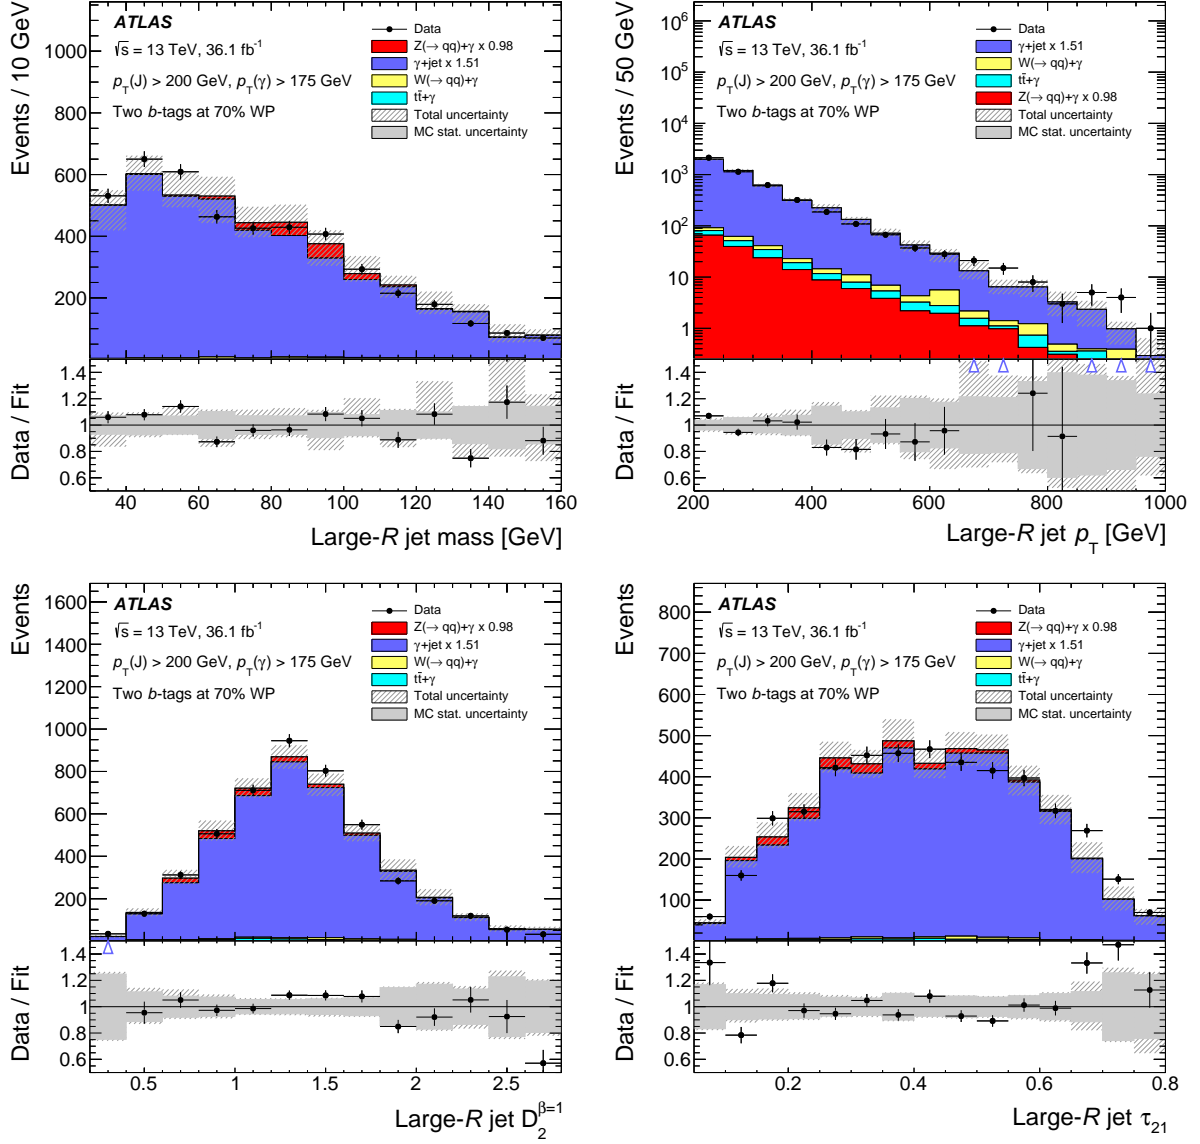 ATLAS
√s = 13 TeV, 36.1 fb⁻¹
p_T(J) > 200 GeV, p_T(γ) > 175 GeV
Two b-tags at 70% WP
Data
Z(→ qq)+γ x 0.98
γ+jet x 1.51
W(→ qq)+γ
tt̄+γ
Total uncertainty
MC stat. uncertainty
Events / 10 GeV
1000
800
600
400
200
Data / Fit
1.4
1.2
1
0.8
0.6
40 60 80 100 120 140 160
Large-R jet mass [GeV]
ATLAS
√s = 13 TeV, 36.1 fb⁻¹
p_T(J) > 200 GeV, p_T(γ) > 175 GeV
Two b-tags at 70% WP
Data
γ+jet x 1.51
W(→ qq)+γ
tt̄+γ
Z(→ qq)+γ x 0.98
Total uncertainty
MC stat. uncertainty
Events / 50 GeV
10⁶
10⁵
10⁴
10³
10²
10
1
Data / Fit
1.4
1.2
1
0.8
0.6
200 400 600 800 1000
Large-R jet p_T [GeV]
ATLAS
√s = 13 TeV, 36.1 fb⁻¹
p_T(J) > 200 GeV, p_T(γ) > 175 GeV
Two b-tags at 70% WP
Data
Z(→ qq)+γ x 0.98
γ+jet x 1.51
W(→ qq)+γ
tt̄+γ
Total uncertainty
MC stat. uncertainty
Events
1600
1400
1200
1000
800
600
400
200
Data / Fit
1.4
1.2
1
0.8
0.6
0.5 1 1.5 2 2.5
Large-R jet D₂^β=1
ATLAS
√s = 13 TeV, 36.1 fb⁻¹
p_T(J) > 200 GeV, p_T(γ) > 175 GeV
Two b-tags at 70% WP
Data
Z(→ qq)+γ x 0.98
γ+jet x 1.51
W(→ qq)+γ
tt̄+γ
Total uncertainty
MC stat. uncertainty
Events
800
700
600
500
400
300
200
100
Data / Fit
1.4
1.2
1
0.8
0.6
0.2 0.4 0.6 0.8
Large-R jet τ₂₁